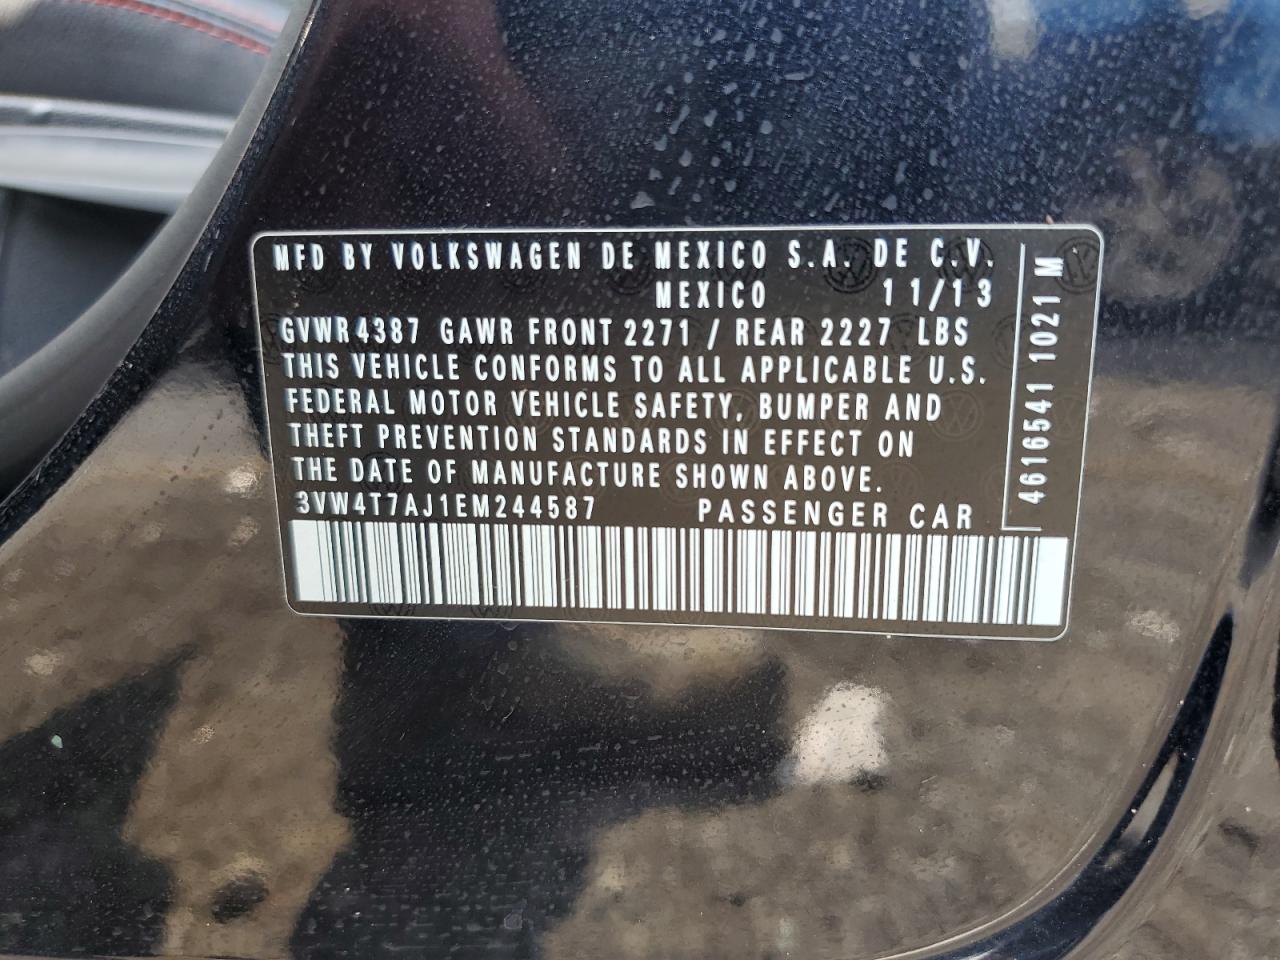 MFD BY VOLKSWAGEN DE MEXICO S.A. DE C.V.
MEXICO 11/13
GVWR4387 GAWR FRONT 2271 / REAR 2227 LBS
THIS VEHICLE CONFORMS TO ALL APPLICABLE U.S.
FEDERAL MOTOR VEHICLE SAFETY, BUMPER AND
THEFT PREVENTION STANDARDS IN EFFECT ON
THE DATE OF MANUFACTURE SHOWN ABOVE.
3VW4T7AJ1EM244587 PASSENGER CAR
4616541 1021 M